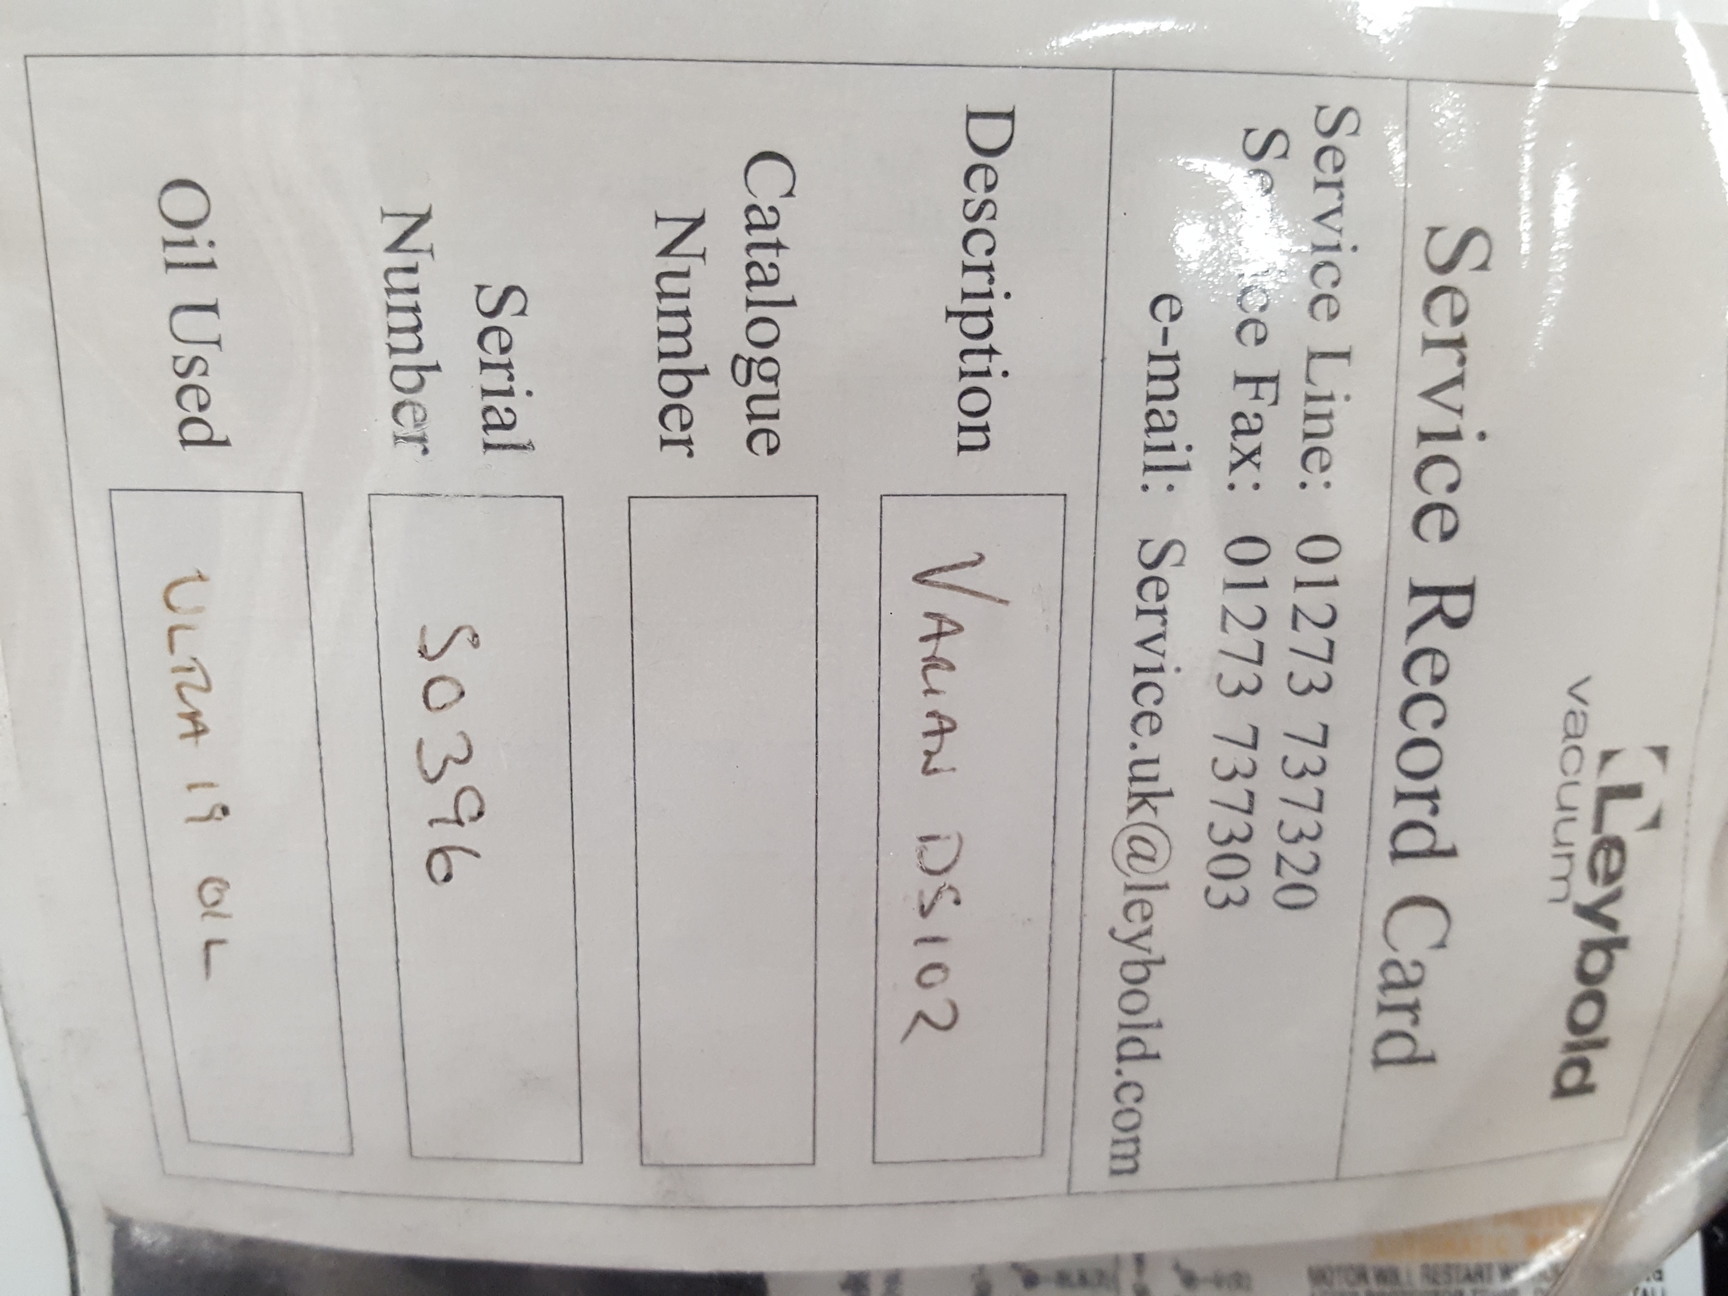 Leybold
vacuum
Service Record Card
Service Line: 01273 737320
Service Fax: 01273 737303
e-mail: Service.uk@leybold.com
Description VARIAN DS102
Catalogue
Number
Serial
Number 50396
Oil Used ULTRA 19 OIL
MOTOR WILL RESTART